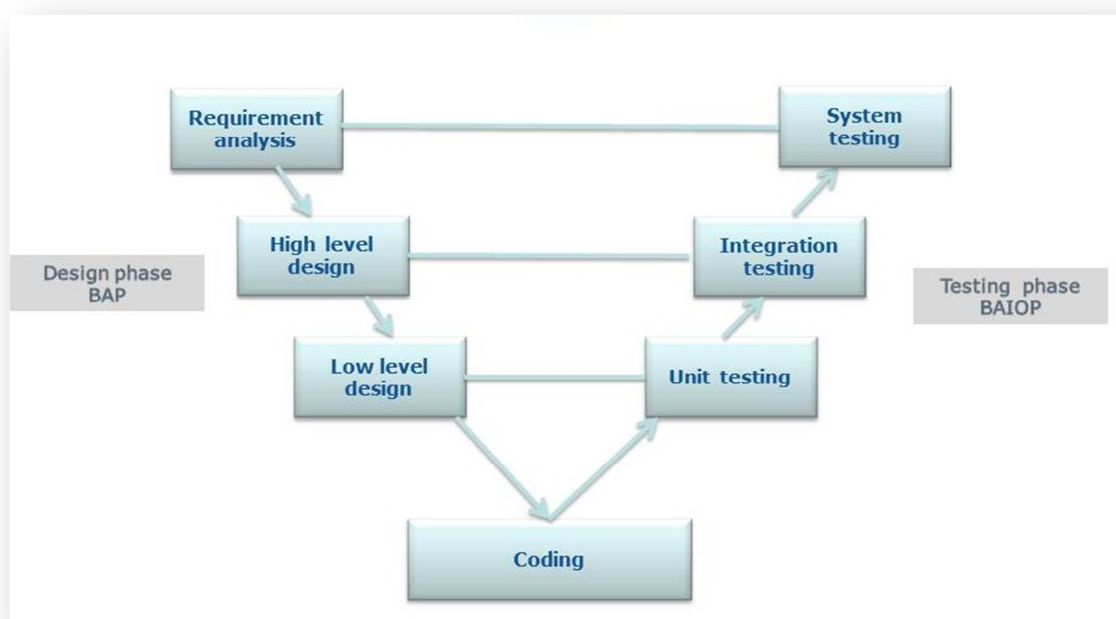 Requirement
analysis
System
testing
High level
design
Integration
testing
Design phase
BAP
Testing phase
BAIOP
Low level
design
Unit testing
Coding